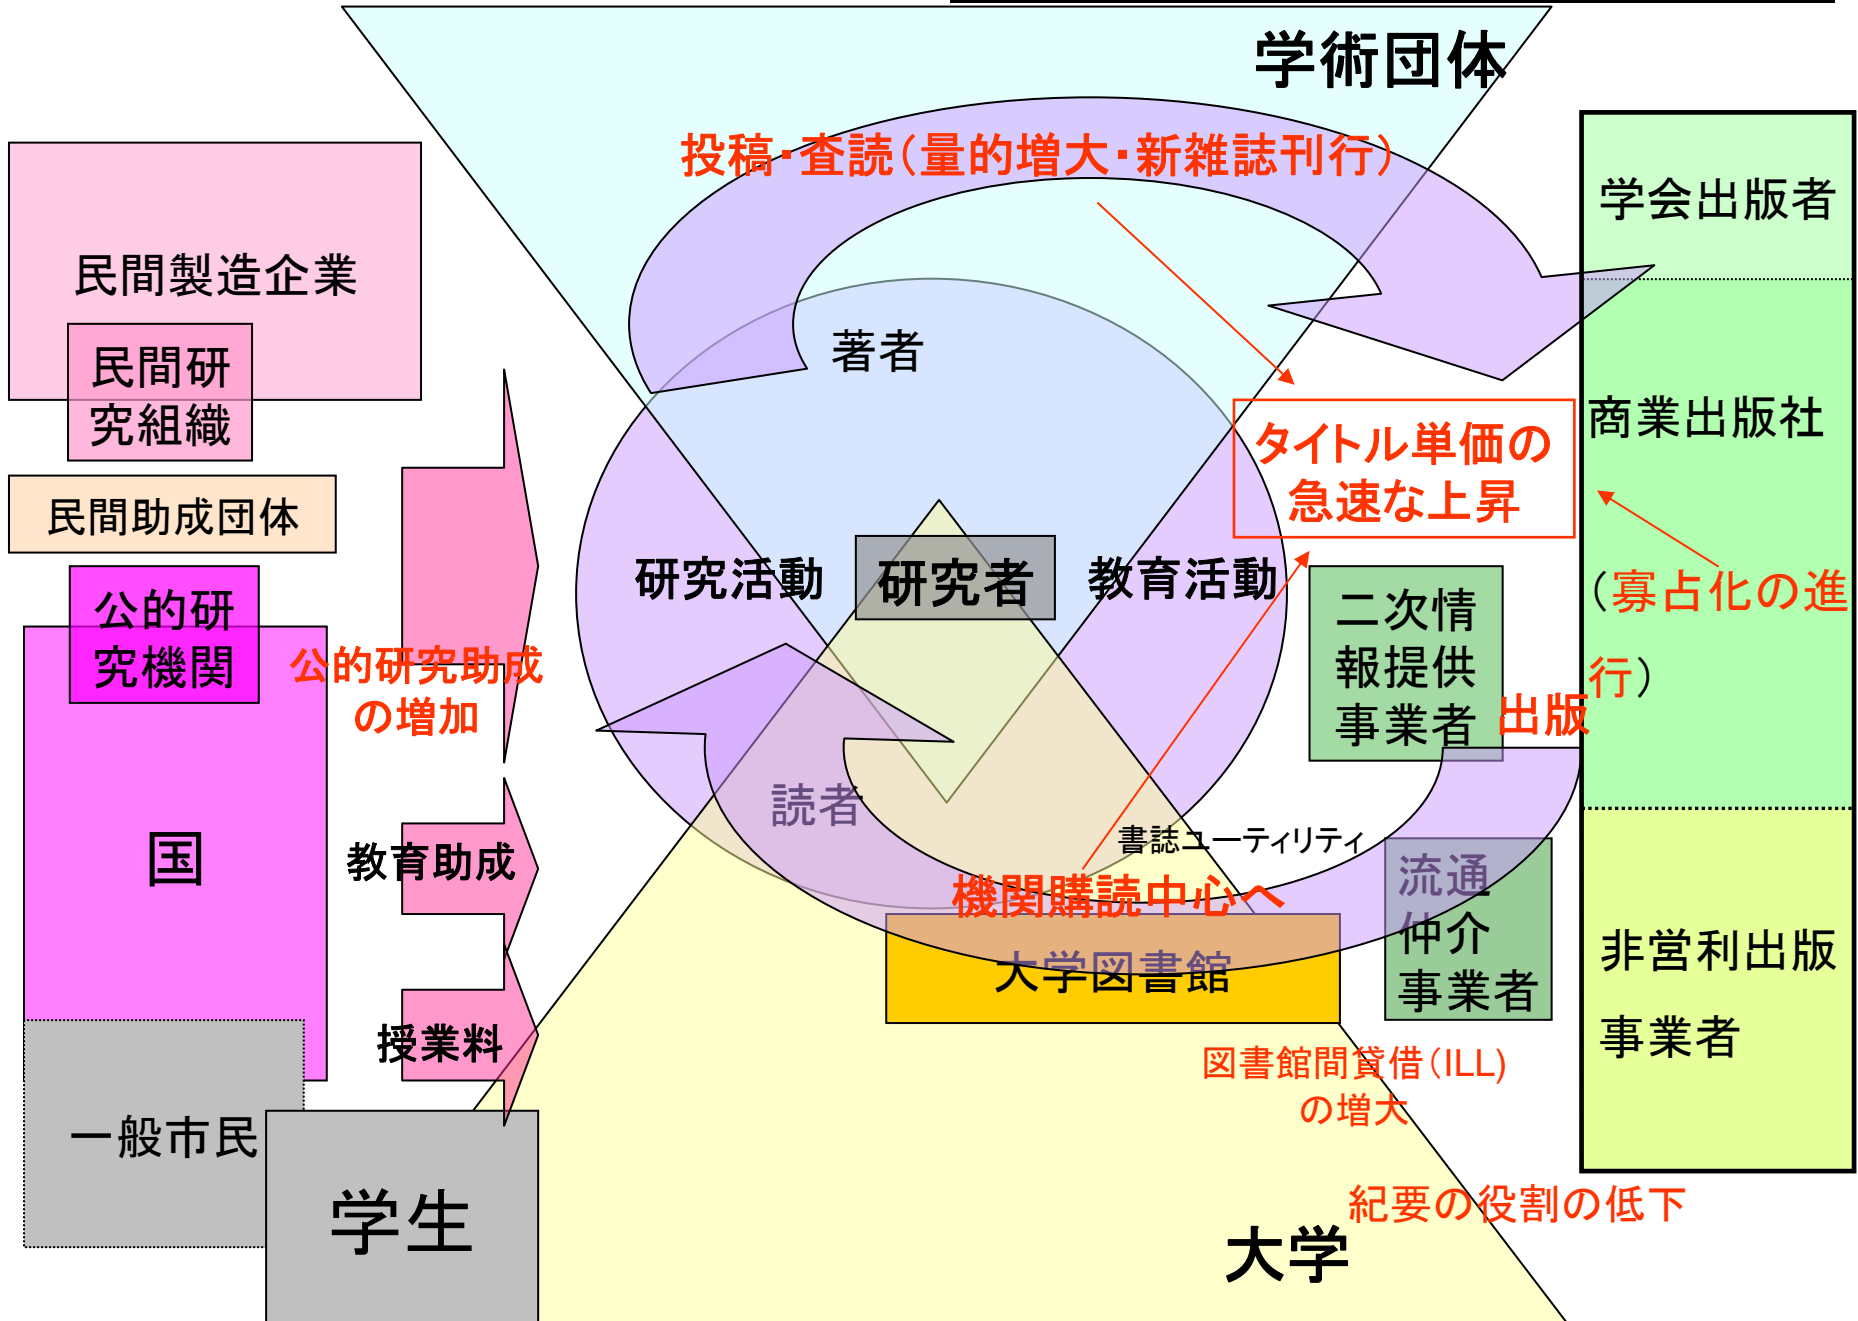 学術団体
投稿・査読（量的増大・新雑誌刊行）
学会出版者
民間製造企業
著者
民間研
究組織
商業出版社
タイトル単価の
急速な上昇
民間助成団体
研究活動
研究者
教育活動
（寡占化の進
行）
公的研
究機関
二次情
報提供
事業者
公的研究助成
の増加
出版
読者
書誌ユーティリティ
国
教育助成
機関購読中心へ
流通
仲介
事業者
大学図書館
非営利出版
事業者
授業料
図書館間貸借（ILL)
の増大
一般市民
学生
紀要の役割の低下
大学